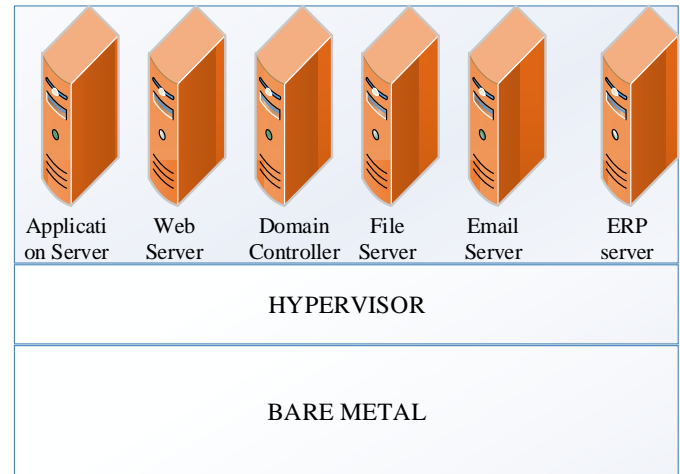 Applicati
on Server
Web
Server
Domain
Controller
File
Server
Email
Server
ERP
server
HYPERVISOR
BARE METAL